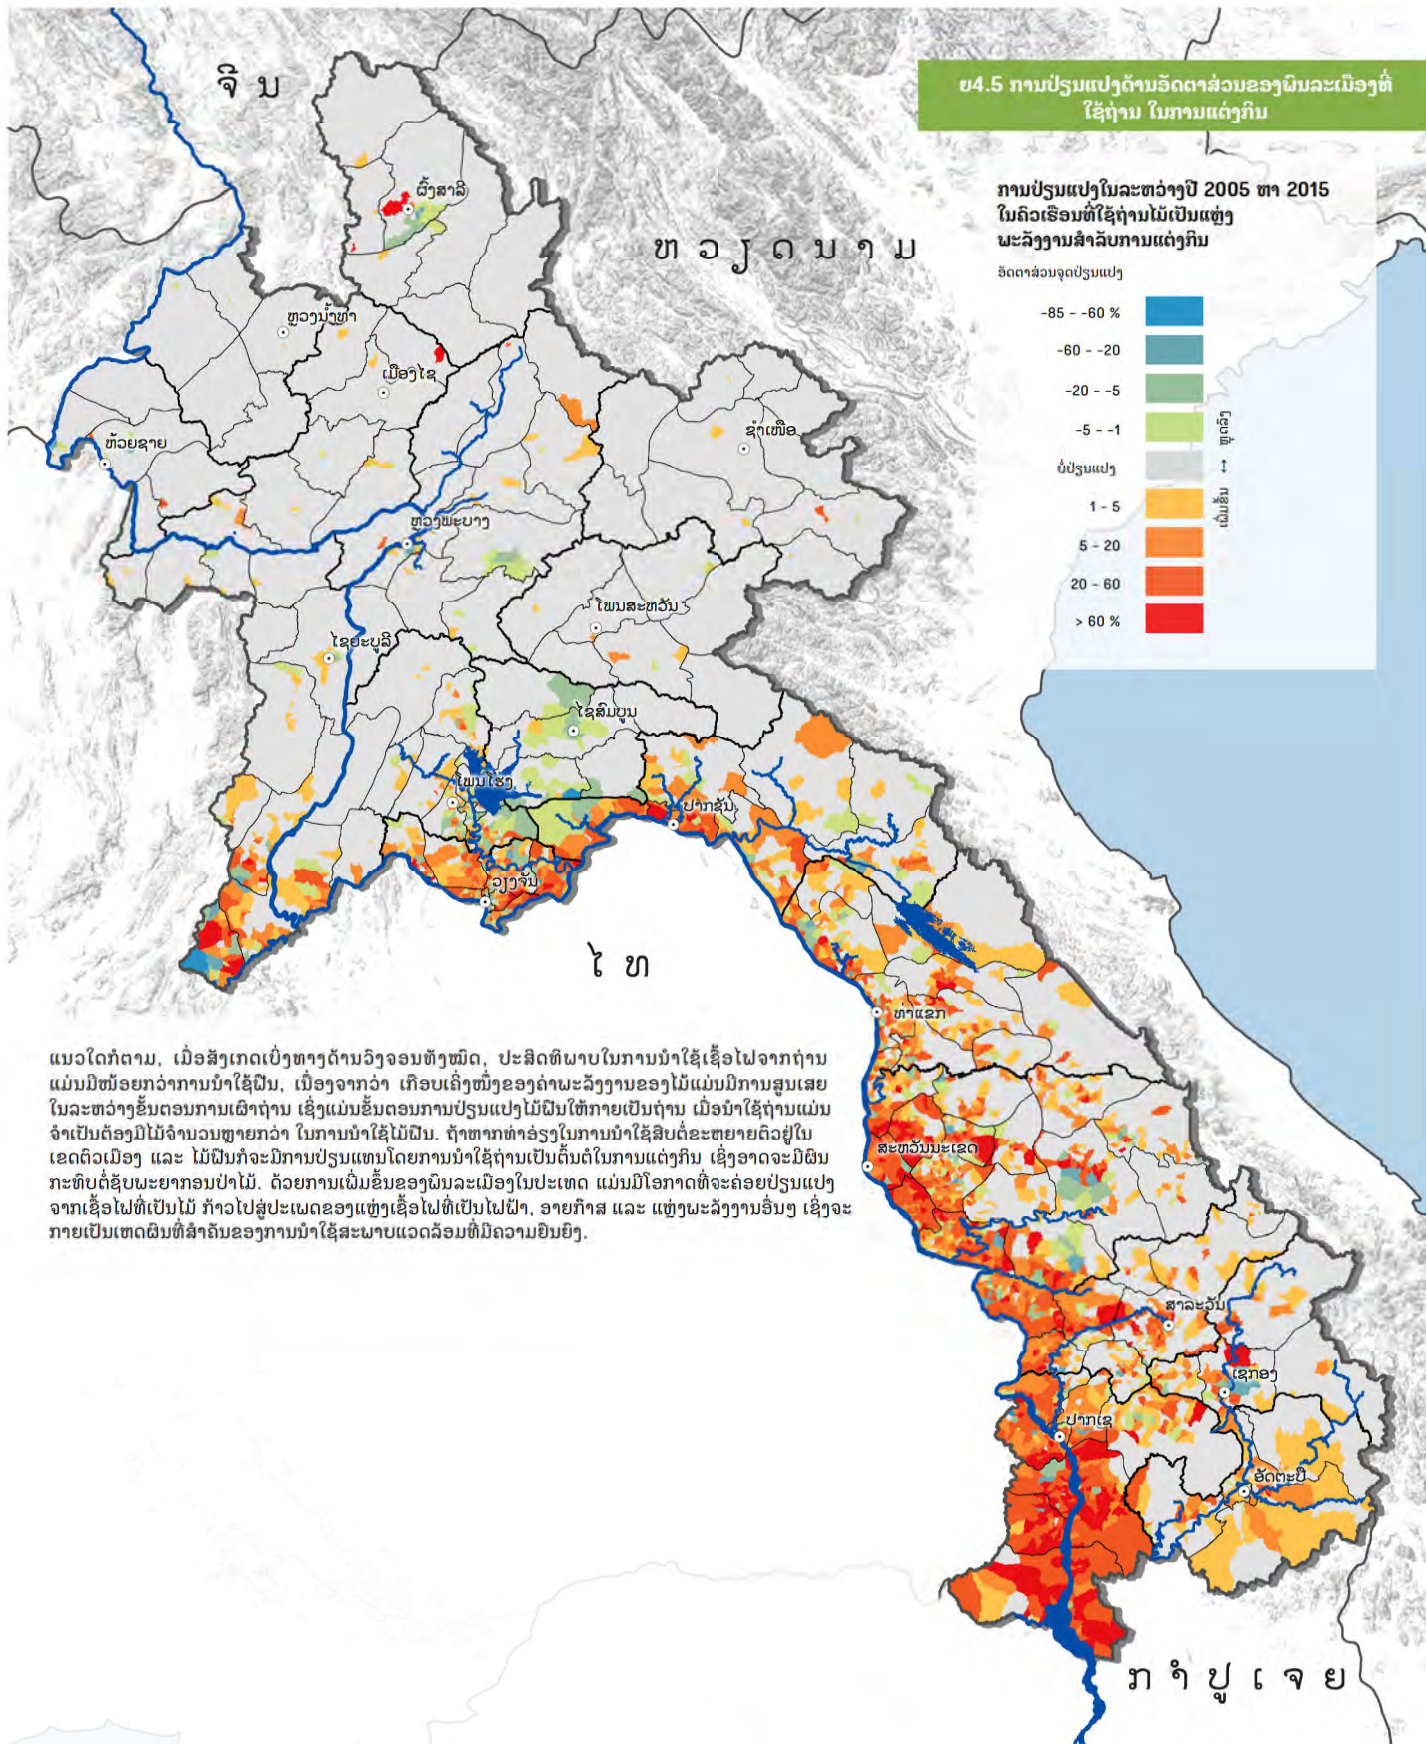 ຍ4.5 ການປ່ຽນແປງດ້ານອັດຕາສ່ວນຂອງພົນລະເມືອງທີ່
ໃຊ້ຖ່ານ ໃນການແຕ່ງກິນ
ການປ່ຽນແປງໃນລະຫວ່າງປີ 2005 ຫາ 2015
ໃນຄົວເຮືອນທີ່ໃຊ້ຖ່ານໄມ້ເປັນແຫຼ່ງ
ພະລັງງານສຳລັບການແຕ່ງກິນ
ອັດຕາສ່ວນຈຸດປ່ຽນແປງ
-85 - -60 %
-60 - -20
-20 - -5
-5 - -1
ບໍ່ປ່ຽນແປງ
1 - 5
5 - 20
20 - 60
> 60 %
ເພີ່ມຂຶ້ນ ↔ ຫຼຸດລົງ
ຈີນ
ຫວຽດນາມ
ໄທ
ກຳປູເຈຍ
ຜົ້ງສາລີ
ຫຼວງນ້ຳທາ
ເມືອງໄຊ
ຫ້ວຍຊາຍ
ຊຳເໜືອ
ຫຼວງພະບາງ
ໂພນສະຫວັນ
ໄຊຍະບູລີ
ໄຊສົມບູນ
ໂພນໂຮງ
ປາກຊັນ
ວຽງຈັນ
ທ່າແຂກ
ສະຫວັນນະເຂດ
ສາລະວັນ
ເຊກອງ
ປາກເຊ
ອັດຕະປື
ແນວໃດກໍຕາມ, ເມື່ອສັງເກດເບິ່ງທາງດ້ານວົງຈອນທັງໝົດ, ປະສິດທິພາບໃນການນຳໃຊ້ເຊື້ອໄຟຈາກຖ່ານ
ແມ່ນມີໜ້ອຍກວ່າການນຳໃຊ້ຟືນ, ເນື່ອງຈາກວ່າ ເກືອບເຄິ່ງໜຶ່ງຂອງຄ່າພະລັງງານຂອງໄມ້ແມ່ນມີການສູນເສຍ
ໃນລະຫວ່າງຂັ້ນຕອນການເຜົາຖ່ານ ເຊິ່ງແມ່ນຂັ້ນຕອນການປ່ຽນແປງໄມ້ຟືນໃຫ້ກາຍເປັນຖ່ານ ເມື່ອນຳໃຊ້ຖ່ານແມ່ນ
ຈຳເປັນຕ້ອງມີໄມ້ຈຳນວນຫຼາຍກວ່າ ໃນການນຳໃຊ້ໄມ້ຟືນ. ຖ້າຫາກທ່າອ່ຽງໃນການນຳໃຊ້ສືບຕໍ່ຂະຫຍາຍຕົວຢູ່ໃນ
ເຂດຕົວເມືອງ ແລະ ໄມ້ຟືນກໍຈະມີການປ່ຽນແທນໂດຍການນຳໃຊ້ຖ່ານເປັນຕົ້ນຕໍໃນການແຕ່ງກິນ ເຊິ່ງອາດຈະມີຜົນ
ກະທົບຕໍ່ຊັບພະຍາກອນປ່າໄມ້. ດ້ວຍການເພີ່ມຂຶ້ນຂອງພົນລະເມືອງໃນປະເທດ ແມ່ນມີໂອກາດທີ່ຈະຄ່ອຍປ່ຽນແປງ
ຈາກເຊື້ອໄຟທີ່ເປັນໄມ້ ກ້າວໄປສູ່ປະເພດຂອງແຫຼ່ງເຊື້ອໄຟທີ່ເປັນໄຟຟ້າ, ອາຍກ໊າສ ແລະ ແຫຼ່ງພະລັງງານອື່ນໆ ເຊິ່ງຈະ
ກາຍເປັນເຫດຜົນທີ່ສຳຄັນຂອງການນຳໃຊ້ສະພາບແວດລ້ອມທີ່ມີຄວາມຍືນຍົງ.